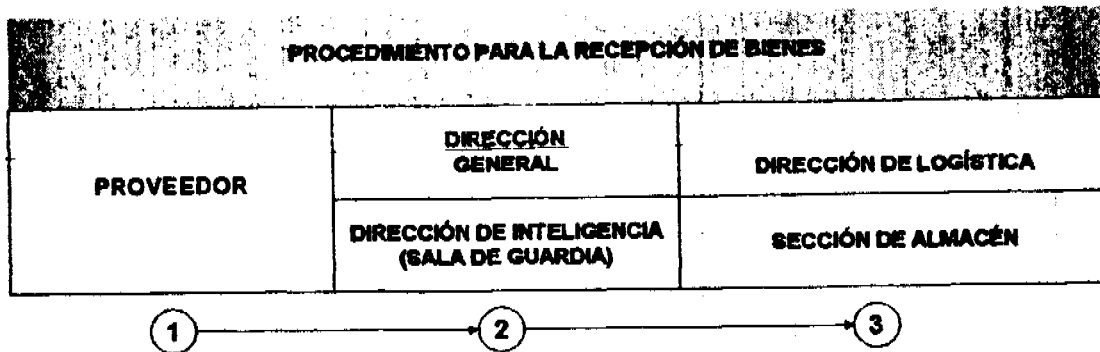 PROCEDIMIENTO PARA LA RECEPCIÓN DE BIENES
PROVEEDOR
DIRECCIÓN
GENERAL
DIRECCIÓN DE LOGÍSTICA
DIRECCIÓN DE INTELIGENCIA
(SALA DE GUARDIA)
SECCIÓN DE ALMACÉN
1
2
3